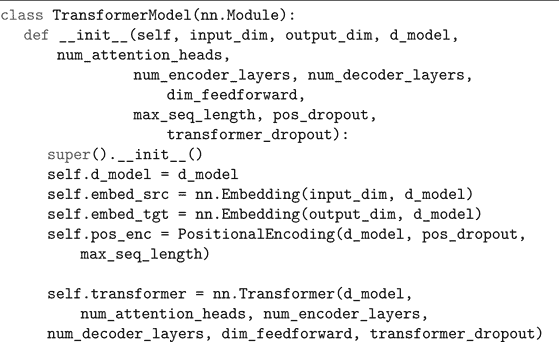 class TransformerModel(nn.Module):
def __init__(self, input_dim, output_dim, d_model,
num_attention_heads,
num_encoder_layers, num_decoder_layers,
dim_feedforward,
max_seq_length, pos_dropout,
transformer_dropout):
super().__init__()
self.d_model = d_model
self.embed_src = nn.Embedding(input_dim, d_model)
self.embed_tgt = nn.Embedding(output_dim, d_model)
self.pos_enc = PositionalEncoding(d_model, pos_dropout,
max_seq_length)
self.transformer = nn.Transformer(d_model,
num_attention_heads, num_encoder_layers,
num_decoder_layers, dim_feedforward, transformer_dropout)